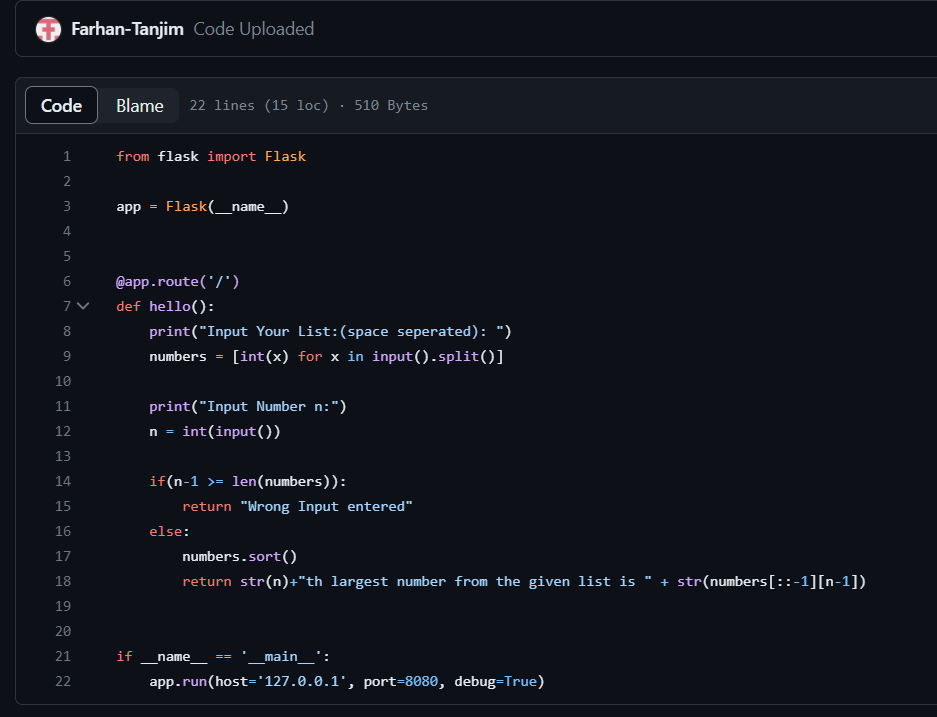 Farhan-Tanjim Code Uploaded
Code Blame 22 lines (15 loc) · 510 Bytes
1 from flask import Flask
2
3 app = Flask(__name__)
4
5
6 @app.route('/')
7 def hello():
8     print("Input Your List:(space seperated): ")
9     numbers = [int(x) for x in input().split()]
10
11     print("Input Number n:")
12     n = int(input())
13
14     if(n-1 >= len(numbers)):
15         return "Wrong Input entered"
16     else:
17         numbers.sort()
18         return str(n)+"th largest number from the given list is " + str(numbers[::-1][n-1])
19
20
21 if __name__ == '__main__':
22     app.run(host='127.0.0.1', port=8080, debug=True)